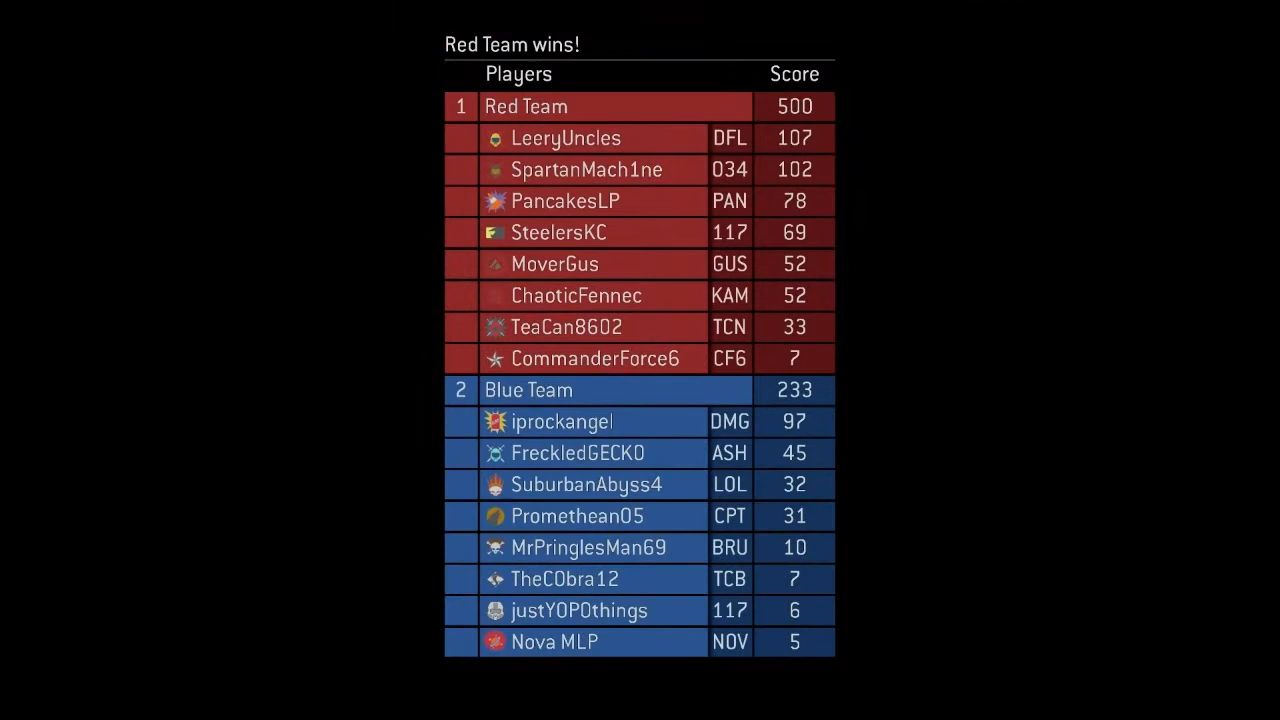 Red Team wins!
Players Score
1 Red Team 500
LeeryUncles DFL 107
SpartanMach1ne 034 102
PancakesLP PAN 78
SteelersKC 117 69
MoverGus GUS 52
ChaoticFennec KAM 52
TeaCan8602 TCN 33
CommanderForce6 CF6 7
2 Blue Team 233
iprockangel DMG 97
FreckledGECKO ASH 45
SuburbanAbyss4 LOL 32
Promethean05 CPT 31
MrPringlesMan69 BRU 10
TheC0bra12 TCB 7
justYOPOthings 117 6
Nova MLP NOV 5